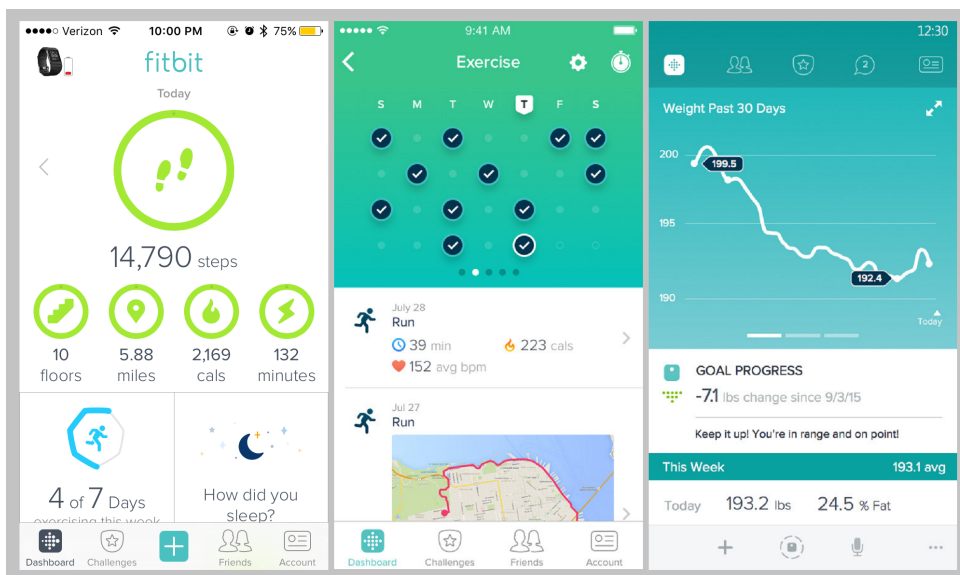 Verizon 10:00 PM 75%
fitbit
Today
14,790 steps
10 5.88 2,169 132
floors miles cals minutes
4 of 7 Days
exercising this week
How did you
sleep?
Dashboard Challenges Friends Account
9:41 AM
Exercise
S M T W T F S
July 28
Run
39 min 223 cals
152 avg bpm
Jul 27
Run
Dashboard Challenges Friends Account
12:30
2
Weight Past 30 Days
200
199.5
195
192.4
190
Today
GOAL PROGRESS
-7.1 lbs change since 9/3/15
Keep it up! You're in range and on point!
This Week 193.1 avg
Today 193.2 lbs 24.5 % Fat